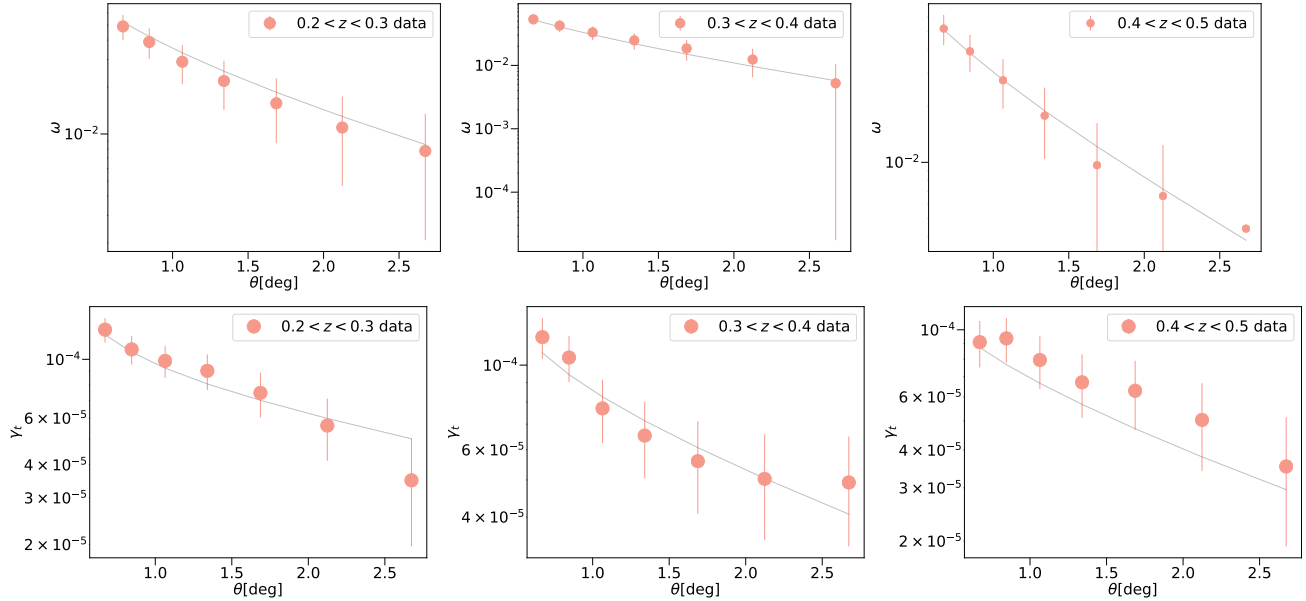 0.2 < z < 0.3 data
ω
10⁻²
1.0 1.5 2.0 2.5
θ[deg]
0.3 < z < 0.4 data
ω
10⁻²
10⁻³
10⁻⁴
1.0 1.5 2.0 2.5
θ[deg]
0.4 < z < 0.5 data
ω
10⁻²
1.0 1.5 2.0 2.5
θ[deg]
0.2 < z < 0.3 data
γₜ
10⁻⁴
6 × 10⁻⁵
4 × 10⁻⁵
3 × 10⁻⁵
2 × 10⁻⁵
1.0 1.5 2.0 2.5
θ[deg]
0.3 < z < 0.4 data
γₜ
10⁻⁴
6 × 10⁻⁵
4 × 10⁻⁵
1.0 1.5 2.0 2.5
θ[deg]
0.4 < z < 0.5 data
γₜ
10⁻⁴
6 × 10⁻⁵
4 × 10⁻⁵
3 × 10⁻⁵
2 × 10⁻⁵
1.0 1.5 2.0 2.5
θ[deg]